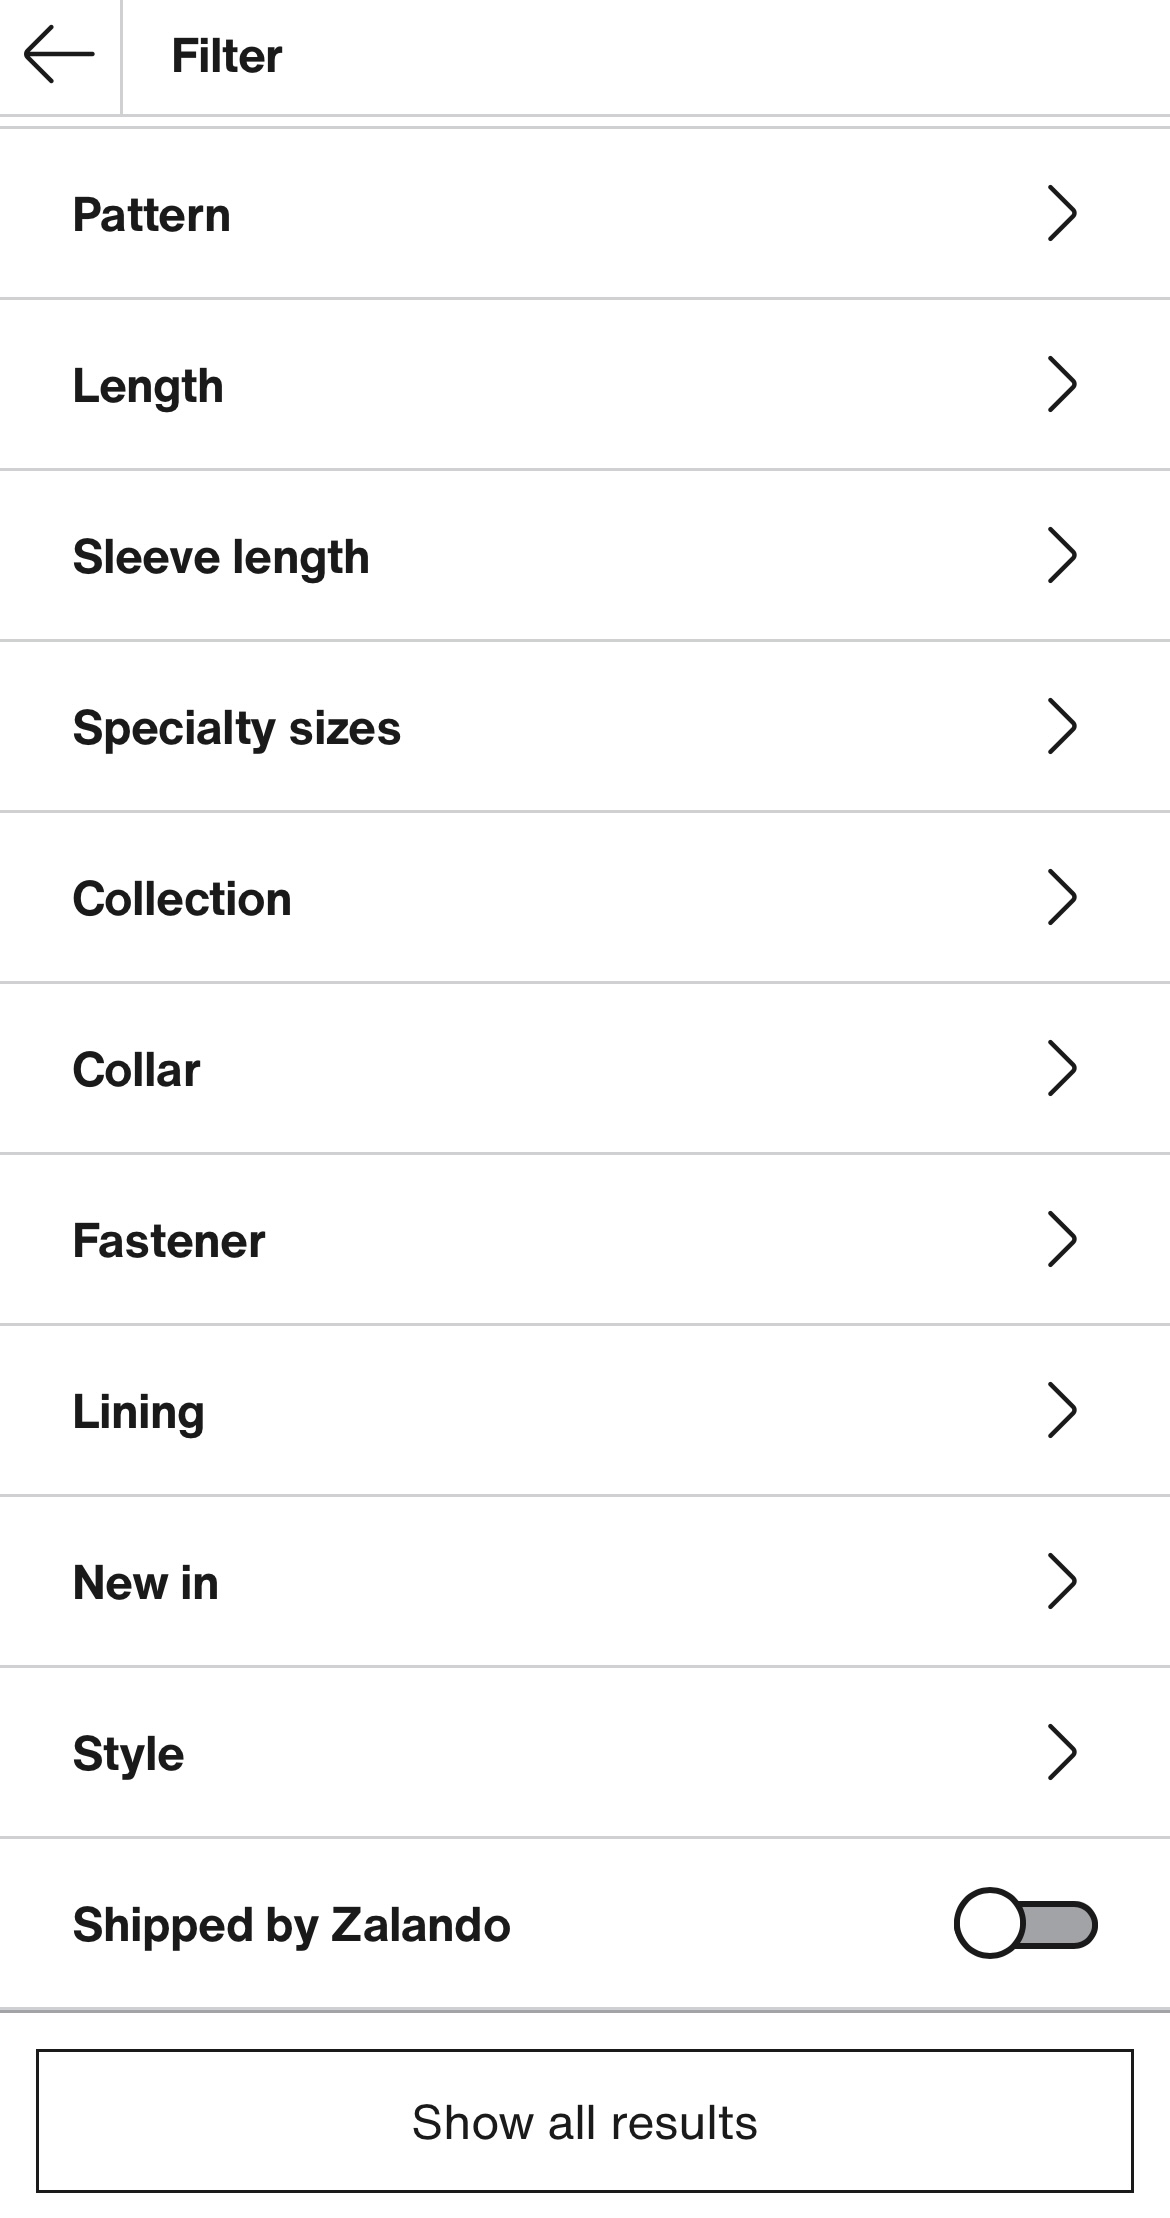 Filter
Pattern
Length
Sleeve length
Specialty sizes
Collection
Collar
Fastener
Lining
New in
Style
Shipped by Zalando
Show all results